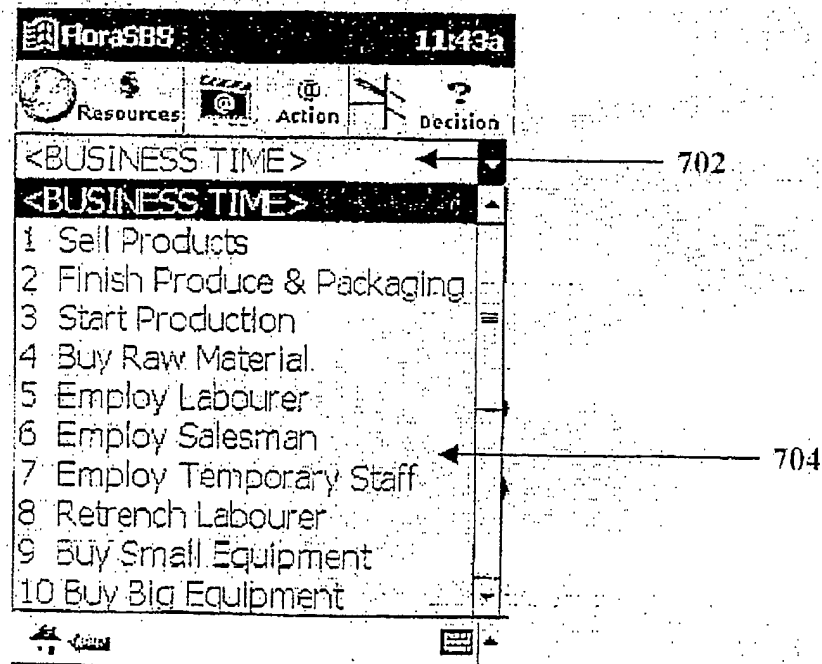 FloraSBS 11:43a
$ Resources @ @ Action ? Decision
<BUSINESS TIME> 702
<BUSINESS TIME>
1 Sell Products
2 Finish Produce & Packaging
3 Start Production
4 Buy Raw Material
5 Employ Labourer
6 Employ Salesman
7 Employ Temporary Staff 704
8 Retrench Labourer
9 Buy Small Equipment
10 Buy Big Equipment